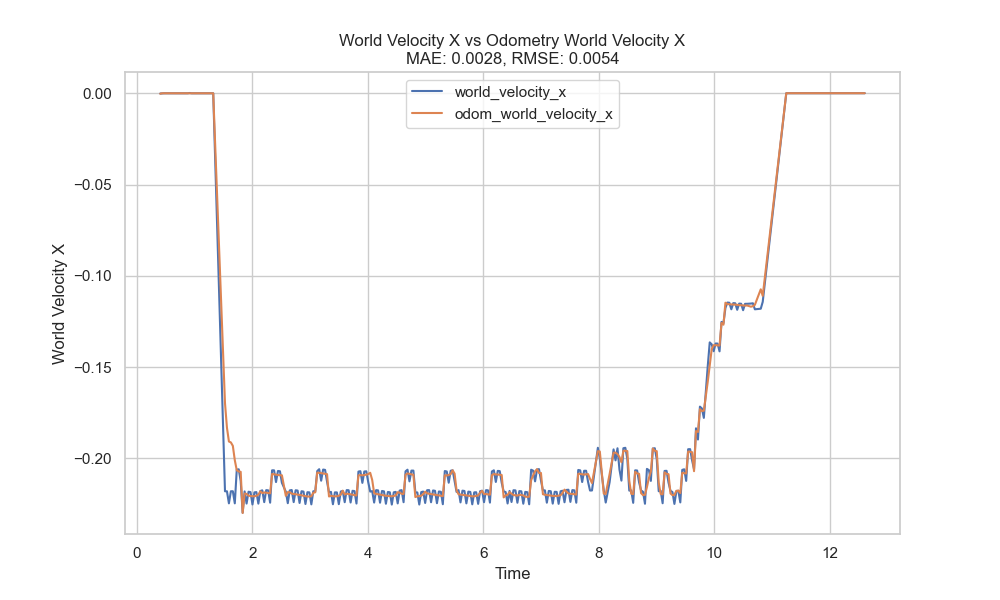 World Velocity X vs Odometry World Velocity X
MAE: 0.0028, RMSE: 0.0054
world_velocity_x
odom_world_velocity_x
0.00
−0.05
−0.10
−0.15
−0.20
World Velocity X
0 2 4 6 8 10 12
Time